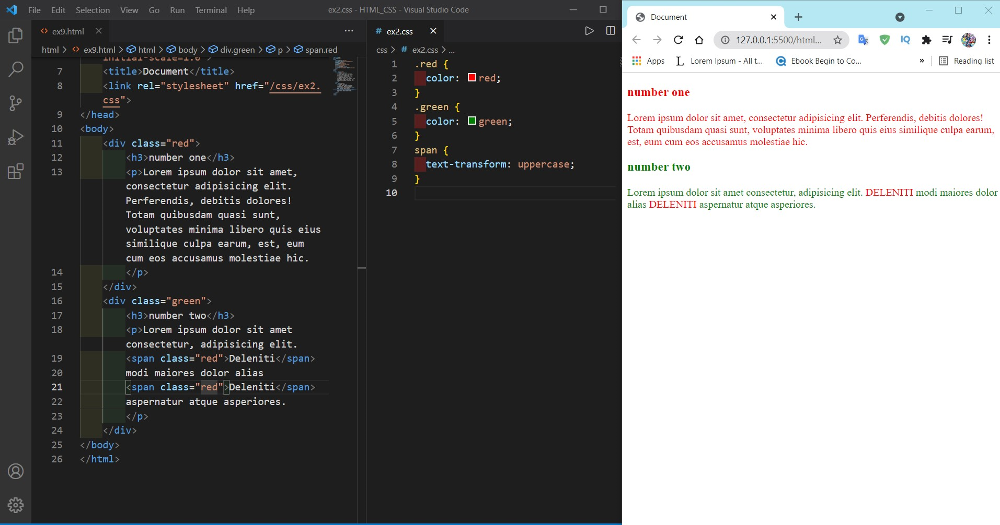 File Edit Selection View Go Run Terminal Help
ex2.css - HTML_CSS - Visual Studio Code
ex9.html
html > ex9.html > html > body > div.green > p > span.red
initial-scale=1.0">
7 <title>Document</title>
8 <link rel="stylesheet" href="/css/ex2.
css">
9 </head>
10 <body>
11 <div class="red">
12 <h3>number one</h3>
13 <p>Lorem ipsum dolor sit amet,
consectetur adipisicing elit.
Perferendis, debitis dolores!
Totam quibusdam quasi sunt,
voluptates minima libero quis eius
similique culpa earum, est, eum
cum eos accusamus molestiae hic.
14 </p>
15 </div>
16 <div class="green">
17 <h3>number two</h3>
18 <p>Lorem ipsum dolor sit amet
consectetur, adipisicing elit.
19 <span class="red">Deleniti</span>
20 modi maiores dolor alias
21 <span class="red">Deleniti</span>
22 aspernatur atque asperiores.
23 </p>
24 </div>
25 </body>
26 </html>
# ex2.css
css > # ex2.css > ...
1 .red {
2 color: red;
3 }
4 .green {
5 color: green;
6 }
7 span {
8 text-transform: uppercase;
9 }
10
Document
127.0.0.1:5500/html...
IQ
Apps
L Lorem Ipsum - All t...
Ebook Begin to Co...
»
Reading list
number one
Lorem ipsum dolor sit amet, consectetur adipisicing elit. Perferendis, debitis dolores!
Totam quibusdam quasi sunt, voluptates minima libero quis eius similique culpa earum,
est, eum cum eos accusamus molestiae hic.
number two
Lorem ipsum dolor sit amet consectetur, adipisicing elit. DELENITI modi maiores dolor
alias DELENITI aspernatur atque asperiores.